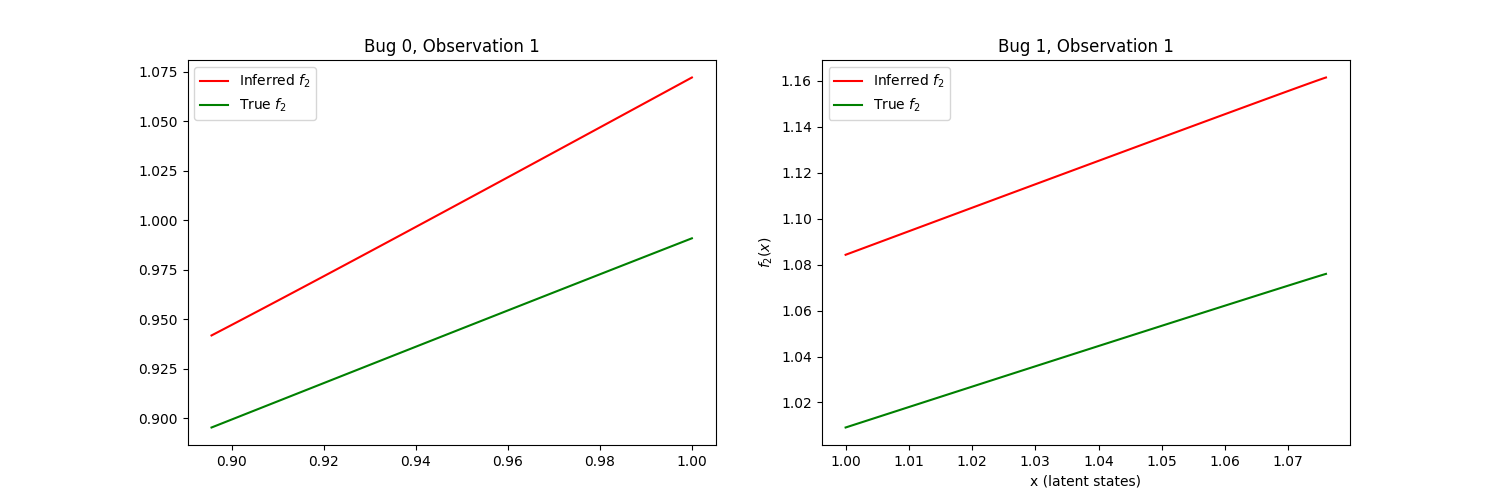 Bug 0, Observation 1
Inferred f₂
True f₂
1.075
1.050
1.025
1.000
0.975
0.950
0.925
0.900
0.90 0.92 0.94 0.96 0.98 1.00
Bug 1, Observation 1
Inferred f₂
True f₂
f₂(x)
1.16
1.14
1.12
1.10
1.08
1.06
1.04
1.02
1.00 1.01 1.02 1.03 1.04 1.05 1.06 1.07
x (latent states)